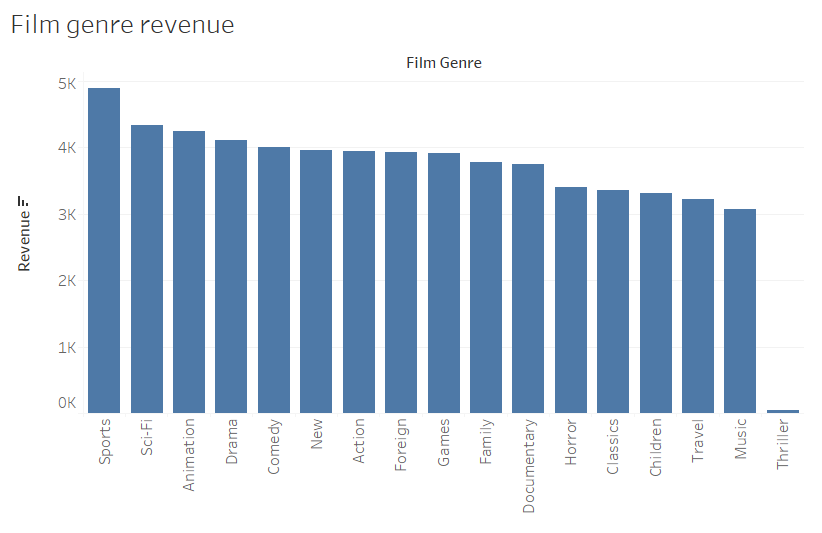 Film genre revenue
Film Genre
5K
4K
3K
2K
1K
0K
Revenue
Sports
Sci-Fi
Animation
Drama
Comedy
New
Action
Foreign
Games
Family
Documentary
Horror
Classics
Children
Travel
Music
Thriller